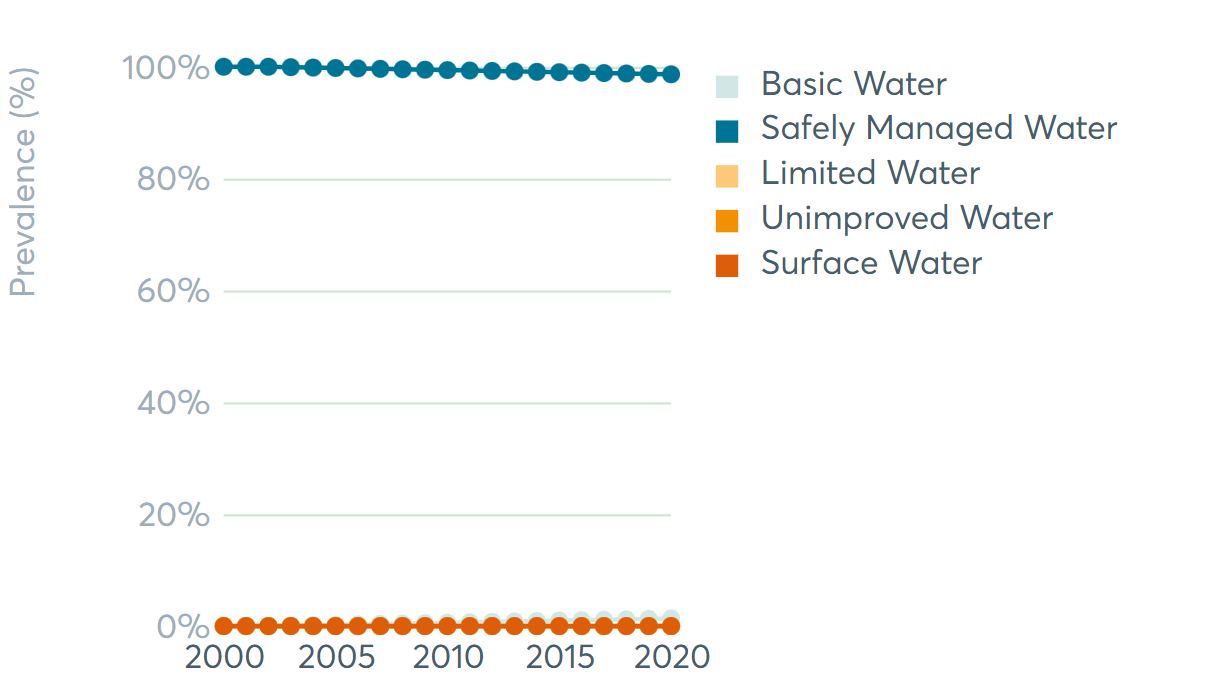 Prevalence (%)
100%
80%
60%
40%
20%
0%
2000 2005 2010 2015 2020
Basic Water
Safely Managed Water
Limited Water
Unimproved Water
Surface Water